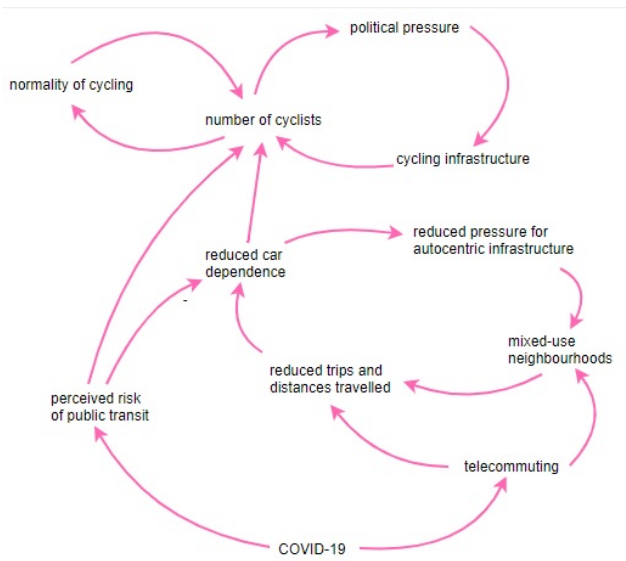 political pressure
normality of cycling
number of cyclists
cycling infrastructure
reduced pressure for
autocentric infrastructure
reduced car
dependence
-
mixed-use
neighbourhoods
reduced trips and
distances travelled
perceived risk
of public transit
telecommuting
COVID-19